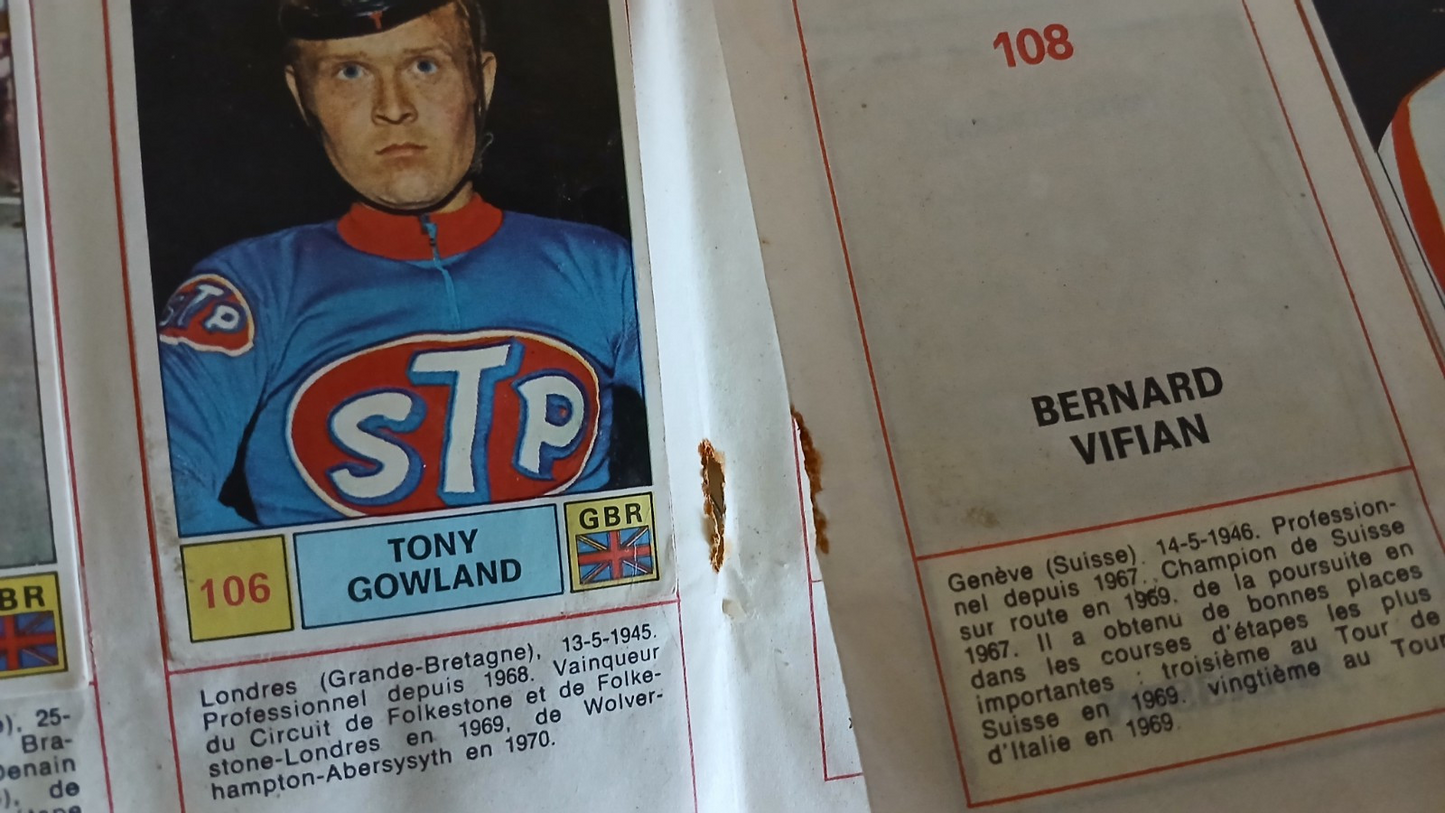 STP
STP
GBR
TONY
GOWLAND
106
Londres (Grande-Bretagne), 13-5-1945.
Professionnel depuis 1968. Vainqueur
du Circuit de Folkestone et de Folke-
stone-Londres en 1969, de Wolver-
hampton-Abersysyth en 1970.
BR
25-
Bra-
de
108
BERNARD
VIFIAN
Genève (Suisse). 14-5-1946. Profession-
nel depuis 1967. Champion de Suisse
sur route en 1969, de la poursuite en
1967. Il a obtenu de bonnes places
dans les courses d'étapes les plus
importantes : troisième au Tour de
Suisse en 1969. vingtième au Tour
d'Italie en 1969.